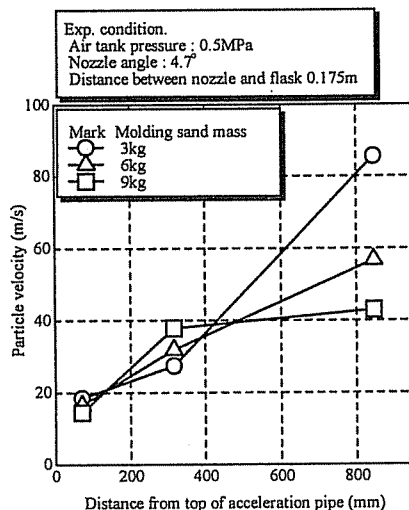 Exp. condition.
Air tank pressure : 0.5MPa
Nozzle angle : 4.7°
Distance between nozzle and flask 0.175m
Mark Molding sand mass
3kg
6kg
9kg
100
80
60
40
20
0
Particle velocity (m/s)
0 200 400 600 800
Distance from top of acceleration pipe (mm)